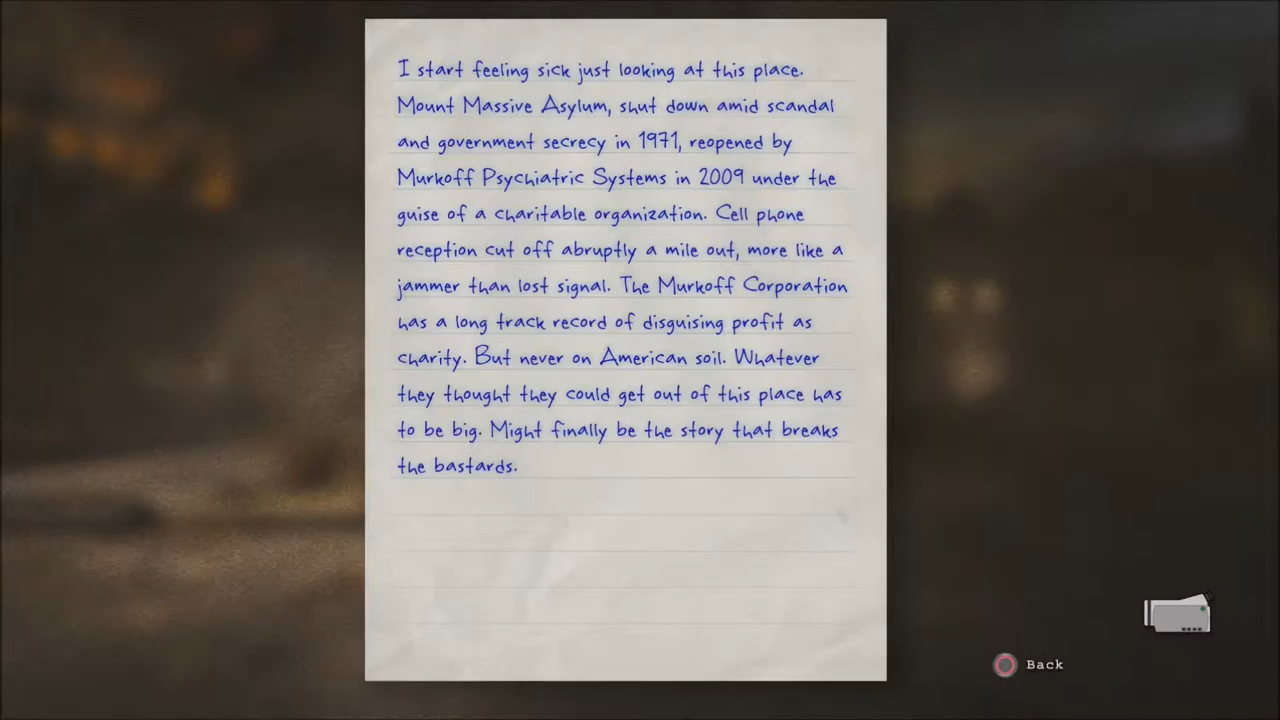 I start feeling sick just looking at this place.
Mount Massive Asylum, shut down amid scandal
and government secrecy in 1971, reopened by
Murkoff Psychiatric Systems in 2009 under the
guise of a charitable organization. Cell phone
reception cut off abruptly a mile out, more like a
jammer than lost signal. The Murkoff Corporation
has a long track record of disguising profit as
charity. But never on American soil. Whatever
they thought they could get out of this place has
to be big. Might finally be the story that breaks
the bastards.
Back